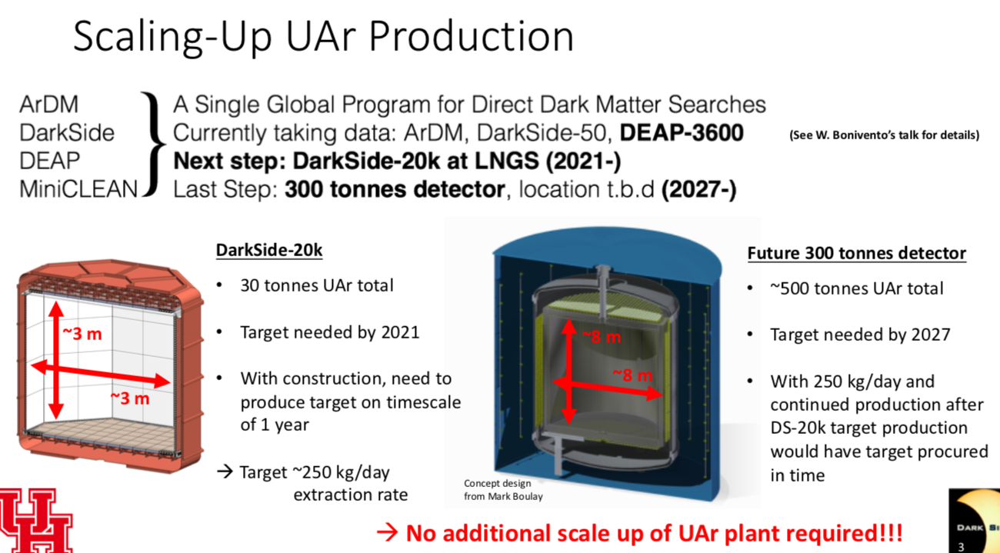 Scaling-Up UAr Production
ArDM
DarkSide
DEAP
MiniCLEAN
A Single Global Program for Direct Dark Matter Searches
Currently taking data: ArDM, DarkSide-50, DEAP-3600
Next step: DarkSide-20k at LNGS (2021-)
Last Step: 300 tonnes detector, location t.b.d (2027-)
(See W. Bonivento’s talk for details)
DarkSide-20k
• 30 tonnes UAr total
• Target needed by 2021
• With construction, need to
produce target on timescale
of 1 year
→ Target ~250 kg/day
extraction rate
~3 m
~3 m
~8 m
~8 m
Concept design
from Mark Boulay
Future 300 tonnes detector
• ~500 tonnes UAr total
• Target needed by 2027
• With 250 kg/day and
continued production after
DS-20k target production
would have target procured
in time
→ No additional scale up of UAr plant required!!!
UH
DARK SI
3